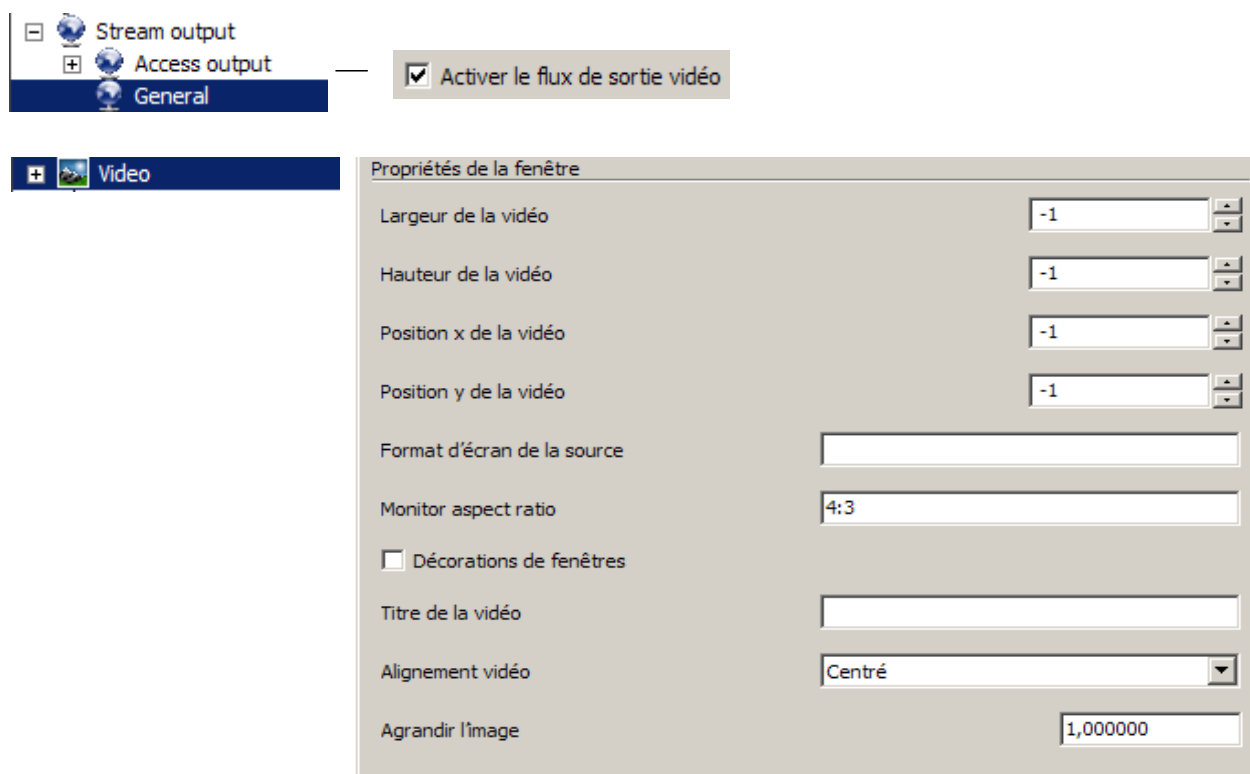 Stream output
Access output
Activer le flux de sortie vidéo
General
Video
Propriétés de la fenêtre
Largeur de la vidéo -1
Hauteur de la vidéo -1
Position x de la vidéo -1
Position y de la vidéo -1
Format d'écran de la source
Monitor aspect ratio 4:3
Décorations de fenêtres
Titre de la vidéo
Alignement vidéo Centré
Agrandir l'image 1,000000